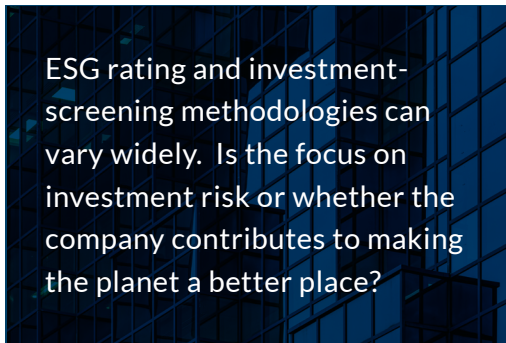 ESG rating and investment-
screening methodologies can
vary widely.  Is the focus on
investment risk or whether the
company contributes to making
the planet a better place?